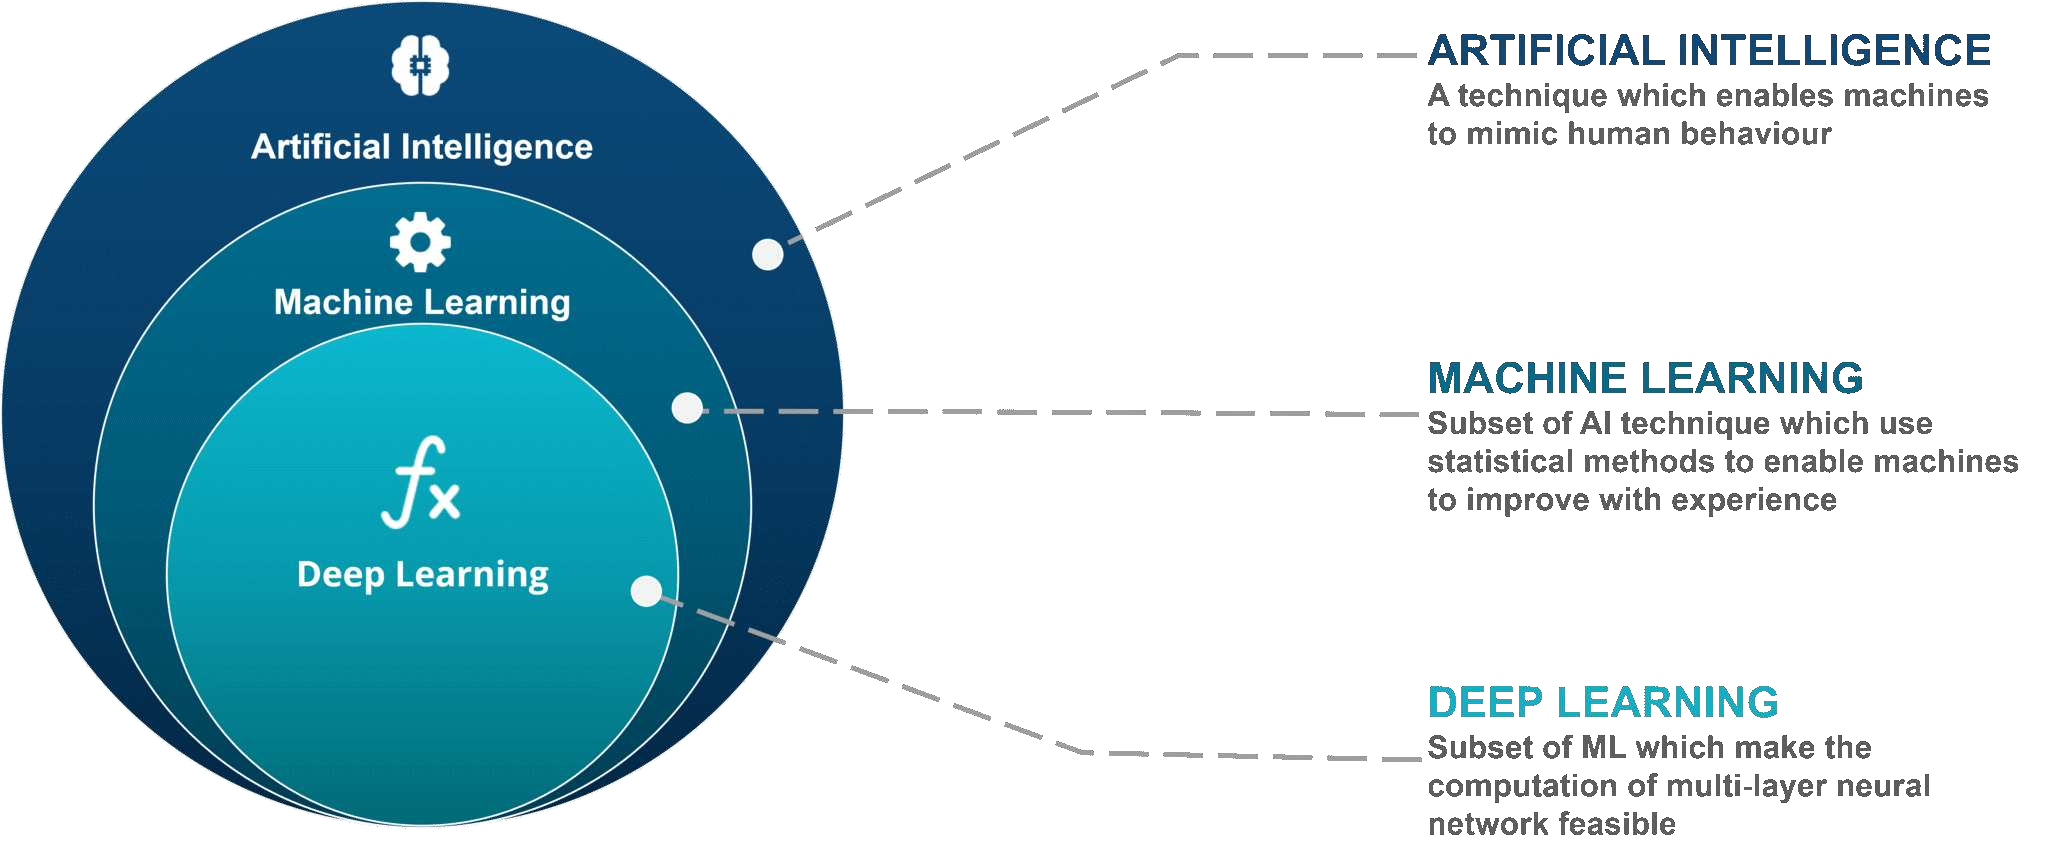 Artificial Intelligence
Machine Learning
fx
Deep Learning
ARTIFICIAL INTELLIGENCE
A technique which enables machines
to mimic human behaviour
MACHINE LEARNING
Subset of AI technique which use
statistical methods to enable machines
to improve with experience
DEEP LEARNING
Subset of ML which make the
computation of multi-layer neural
network feasible